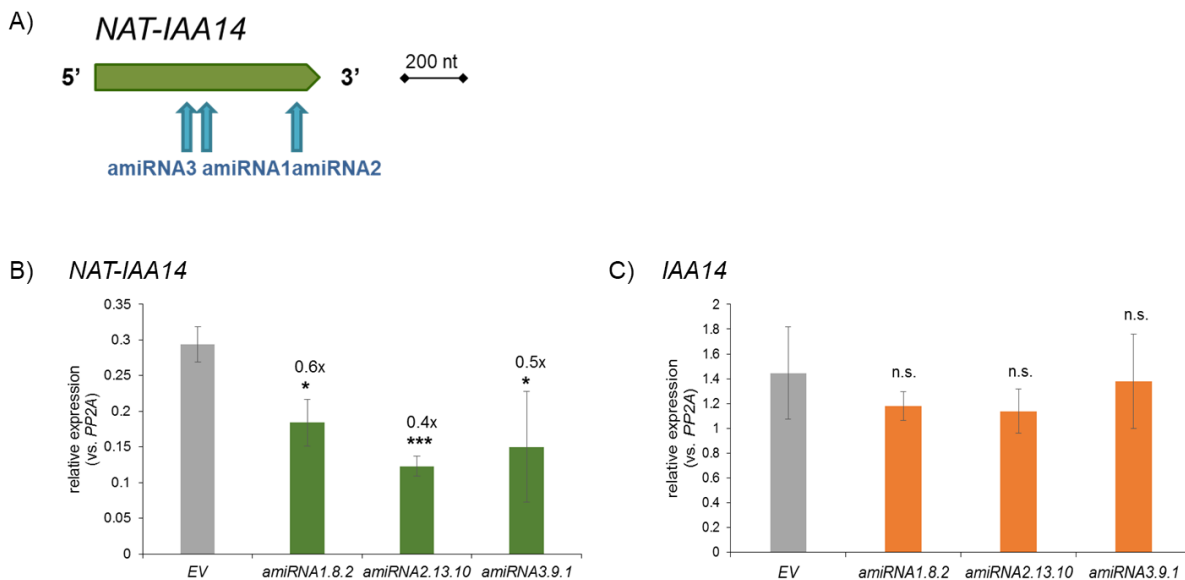 A)
NAT-IAA14
5’
3’
200 nt
amiRNA3 amiRNA1amiRNA2
B) NAT-IAA14
relative expression
(vs. PP2A)
0.35
0.3
0.25
0.2
0.15
0.1
0.05
0
0.6x
*
0.4x
***
0.5x
*
EV amiRNA1.8.2 amiRNA2.13.10 amiRNA3.9.1
C) IAA14
relative expression
(vs. PP2A)
2
1.8
1.6
1.4
1.2
1
0.8
0.6
0.4
0.2
0
n.s.
n.s.
n.s.
EV amiRNA1.8.2 amiRNA2.13.10 amiRNA3.9.1